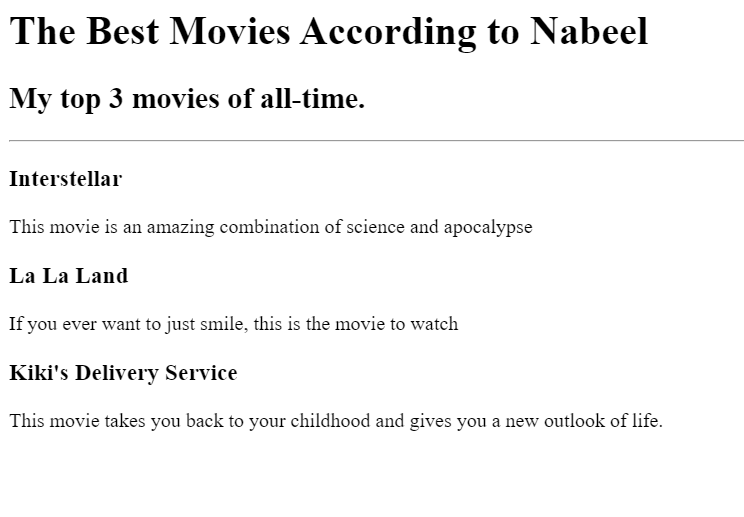 The Best Movies According to Nabeel
My top 3 movies of all-time.
Interstellar
This movie is an amazing combination of science and apocalypse
La La Land
If you ever want to just smile, this is the movie to watch
Kiki's Delivery Service
This movie takes you back to your childhood and gives you a new outlook of life.